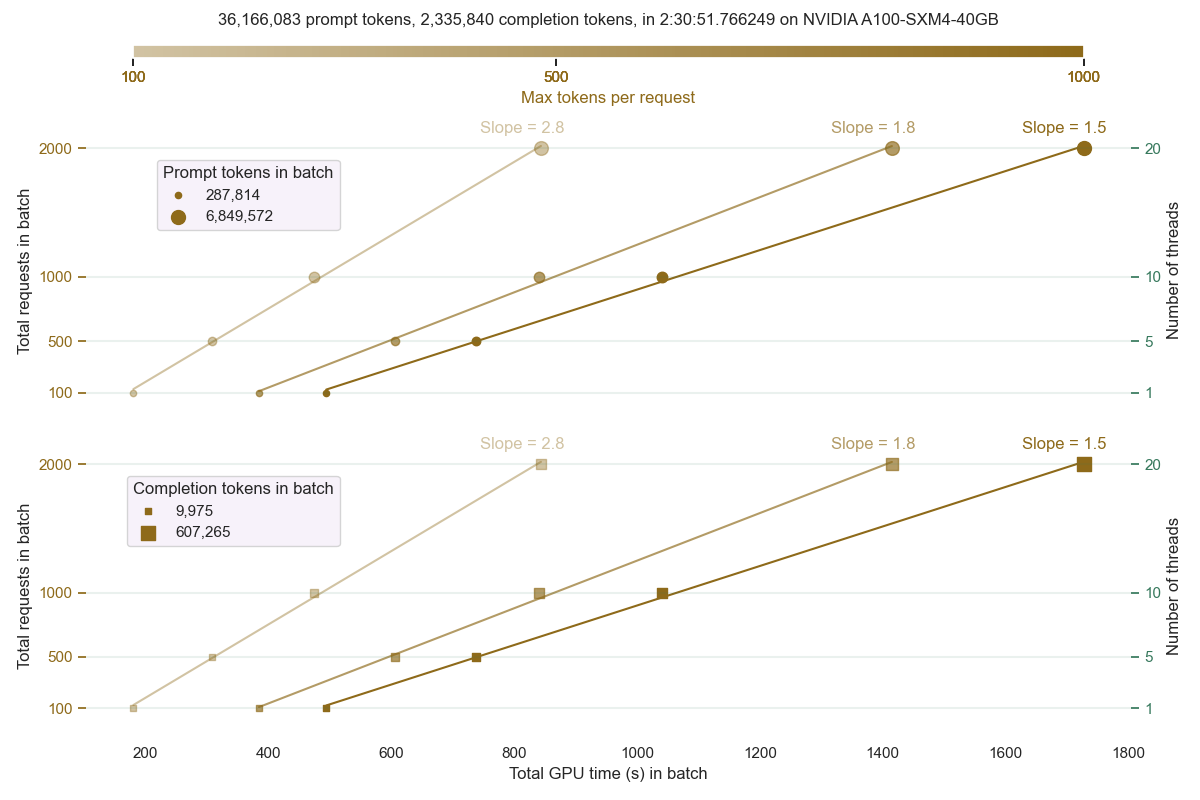 36,166,083 prompt tokens, 2,335,840 completion tokens, in 2:30:51.766249 on NVIDIA A100-SXM4-40GB
100 500 1000
Max tokens per request
Slope = 2.8 Slope = 1.8 Slope = 1.5
2000 20
Prompt tokens in batch
287,814
6,849,572
Total requests in batch
Number of threads
1000 10
500 5
100 1
Slope = 2.8 Slope = 1.8 Slope = 1.5
2000 20
Completion tokens in batch
9,975
607,265
Total requests in batch
Number of threads
1000 10
500 5
100 1
200 400 600 800 1000 1200 1400 1600 1800
Total GPU time (s) in batch